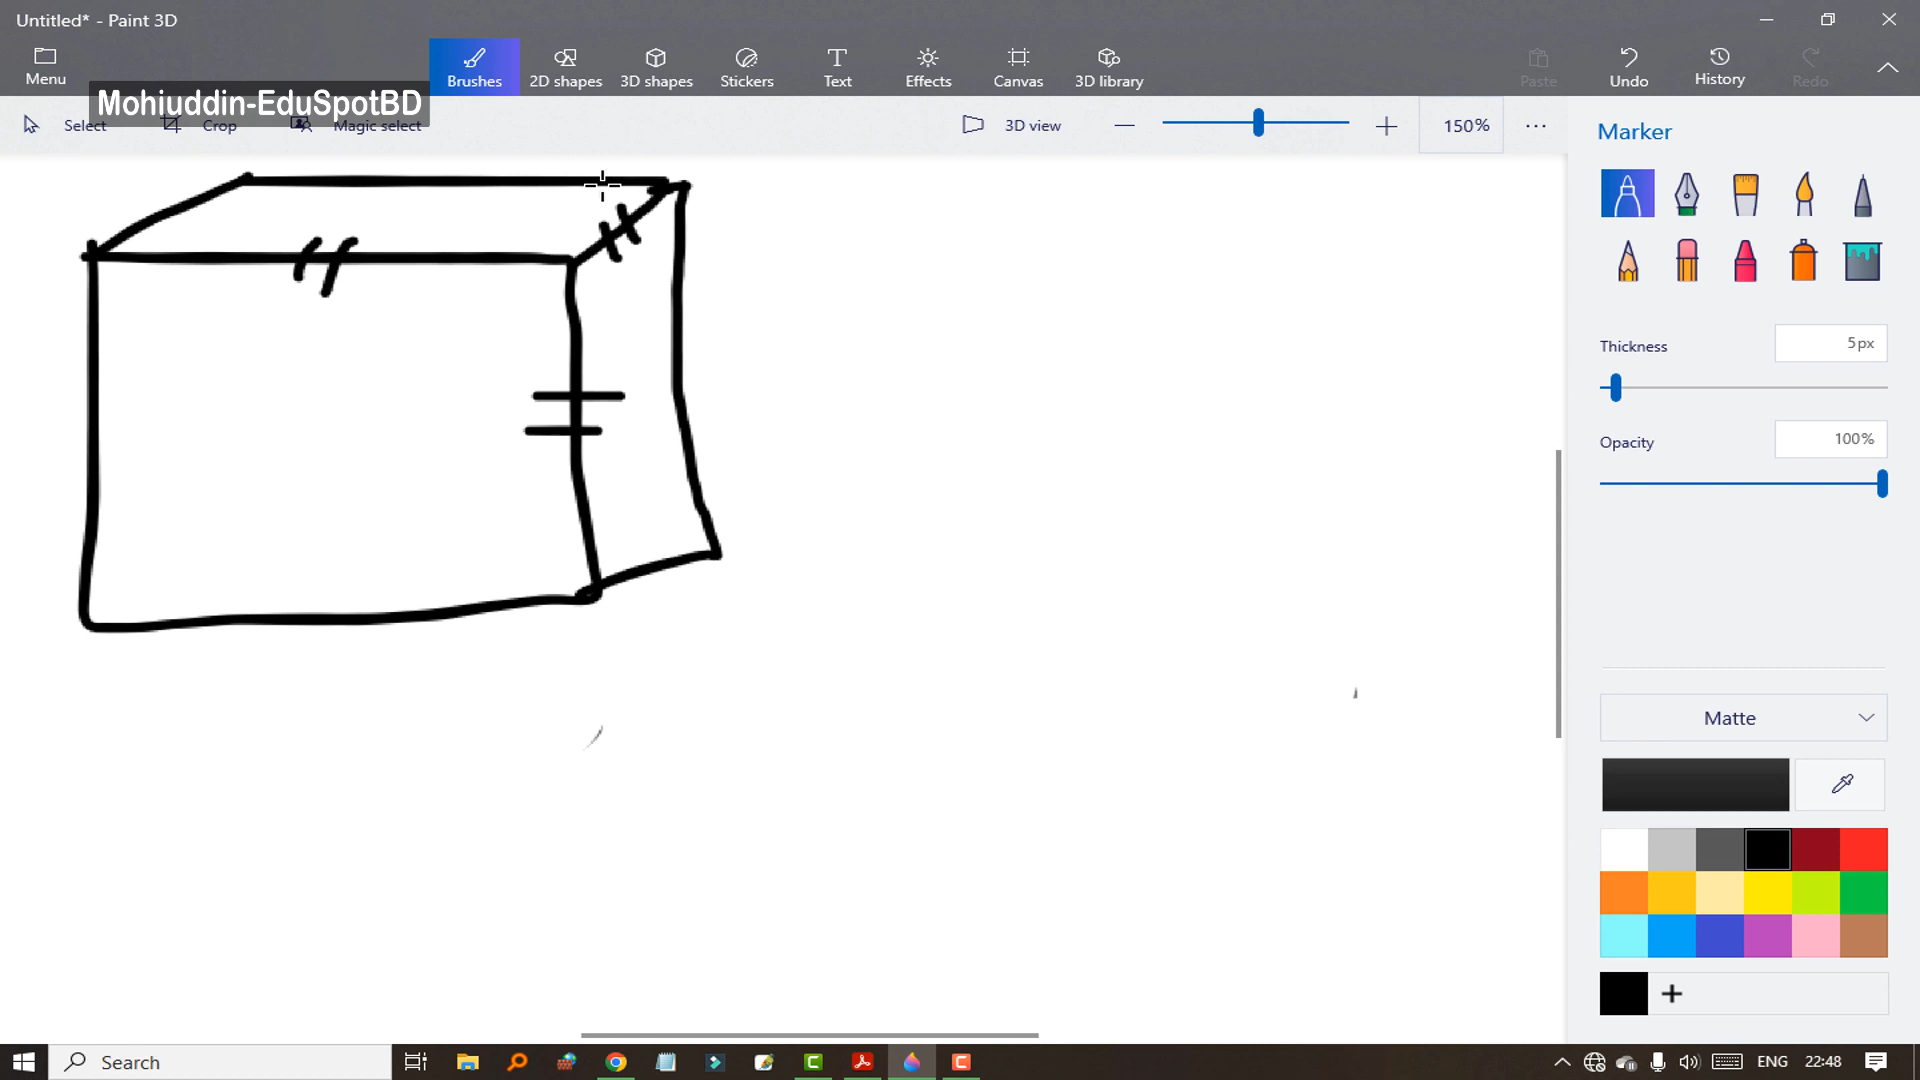 Untitled* - Paint 3D
Menu
Brushes
2D shapes
3D shapes
Stickers
Text
Effects
Canvas
3D library
Paste
Undo
History
Redo
Mohiuddin-EduSpotBD
Select
Crop
Magic select
3D view
150%
Marker
Thickness
5px
Opacity
100%
Matte
Search
ENG
22:48